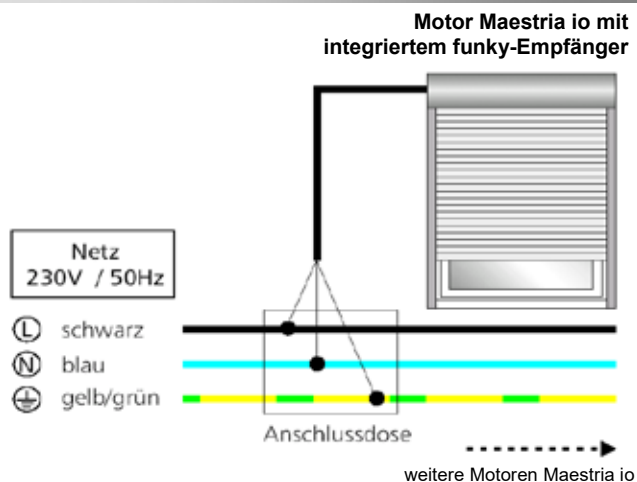 Motor Maestria io mit
integriertem funky-Empfänger
Netz
230V / 50Hz
L schwarz
N blau
gelb/grün
Anschlussdose
weitere Motoren Maestria io